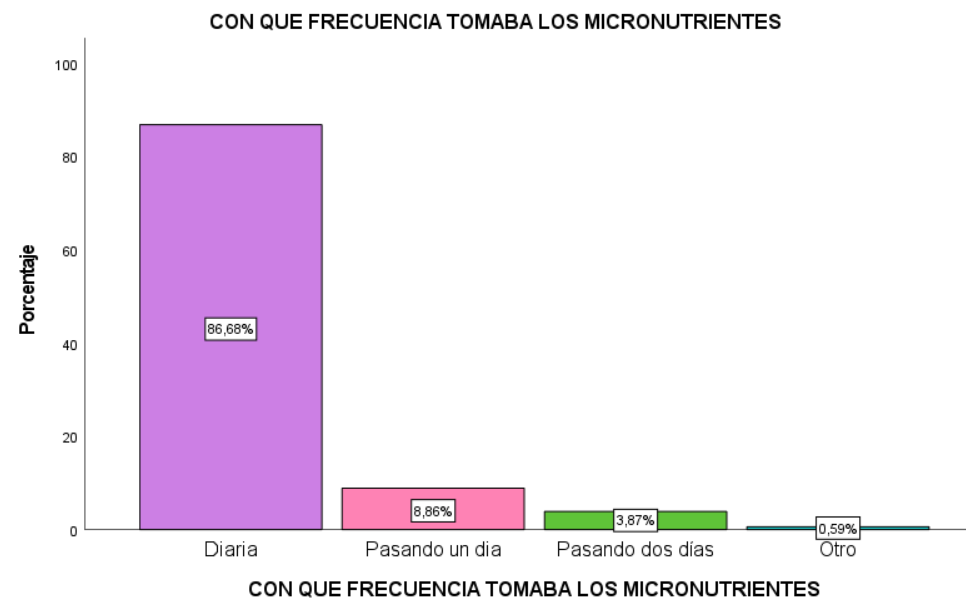 CON QUE FRECUENCIA TOMABA LOS MICRONUTRIENTES
Porcentaje
100
80
60
40
20
0
86,68%
8,86%
3,87%
0,59%
Diaria
Pasando un dia
Pasando dos días
Otro
CON QUE FRECUENCIA TOMABA LOS MICRONUTRIENTES